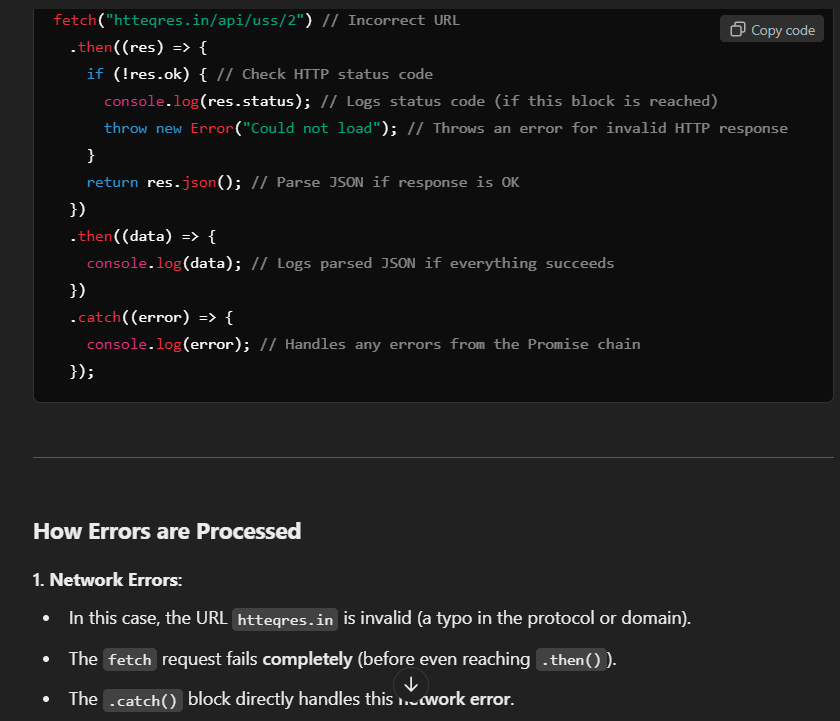 fetch("htteqres.in/api/uss/2") // Incorrect URL
Copy code
.then((res) => {
if (!res.ok) { // Check HTTP status code
console.log(res.status); // Logs status code (if this block is reached)
throw new Error("Could not load"); // Throws an error for invalid HTTP response
}
return res.json(); // Parse JSON if response is OK
})
.then((data) => {
console.log(data); // Logs parsed JSON if everything succeeds
})
.catch((error) => {
console.log(error); // Handles any errors from the Promise chain
});
How Errors are Processed
1. Network Errors:
• In this case, the URL htteqres.in is invalid (a typo in the protocol or domain).
• The fetch request fails completely (before even reaching .then()).
• The .catch() block directly handles this network error.